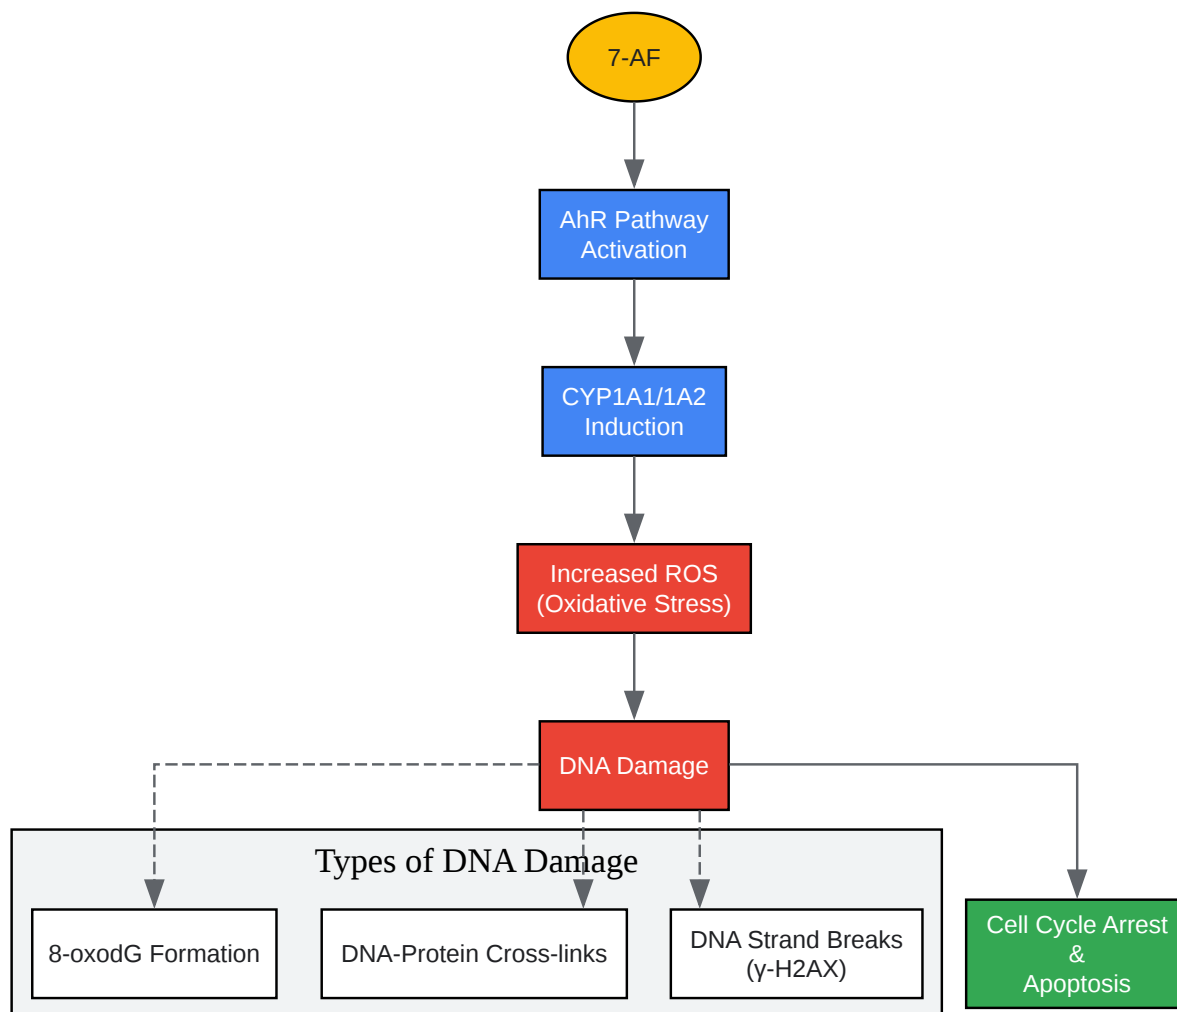 7-AF
AhR Pathway
Activation
CYP1A1/1A2
Induction
Increased ROS
(Oxidative Stress)
DNA Damage
Types of DNA Damage
8-oxodG Formation
DNA-Protein Cross-links
DNA Strand Breaks
(γ-H2AX)
Cell Cycle Arrest
&
Apoptosis